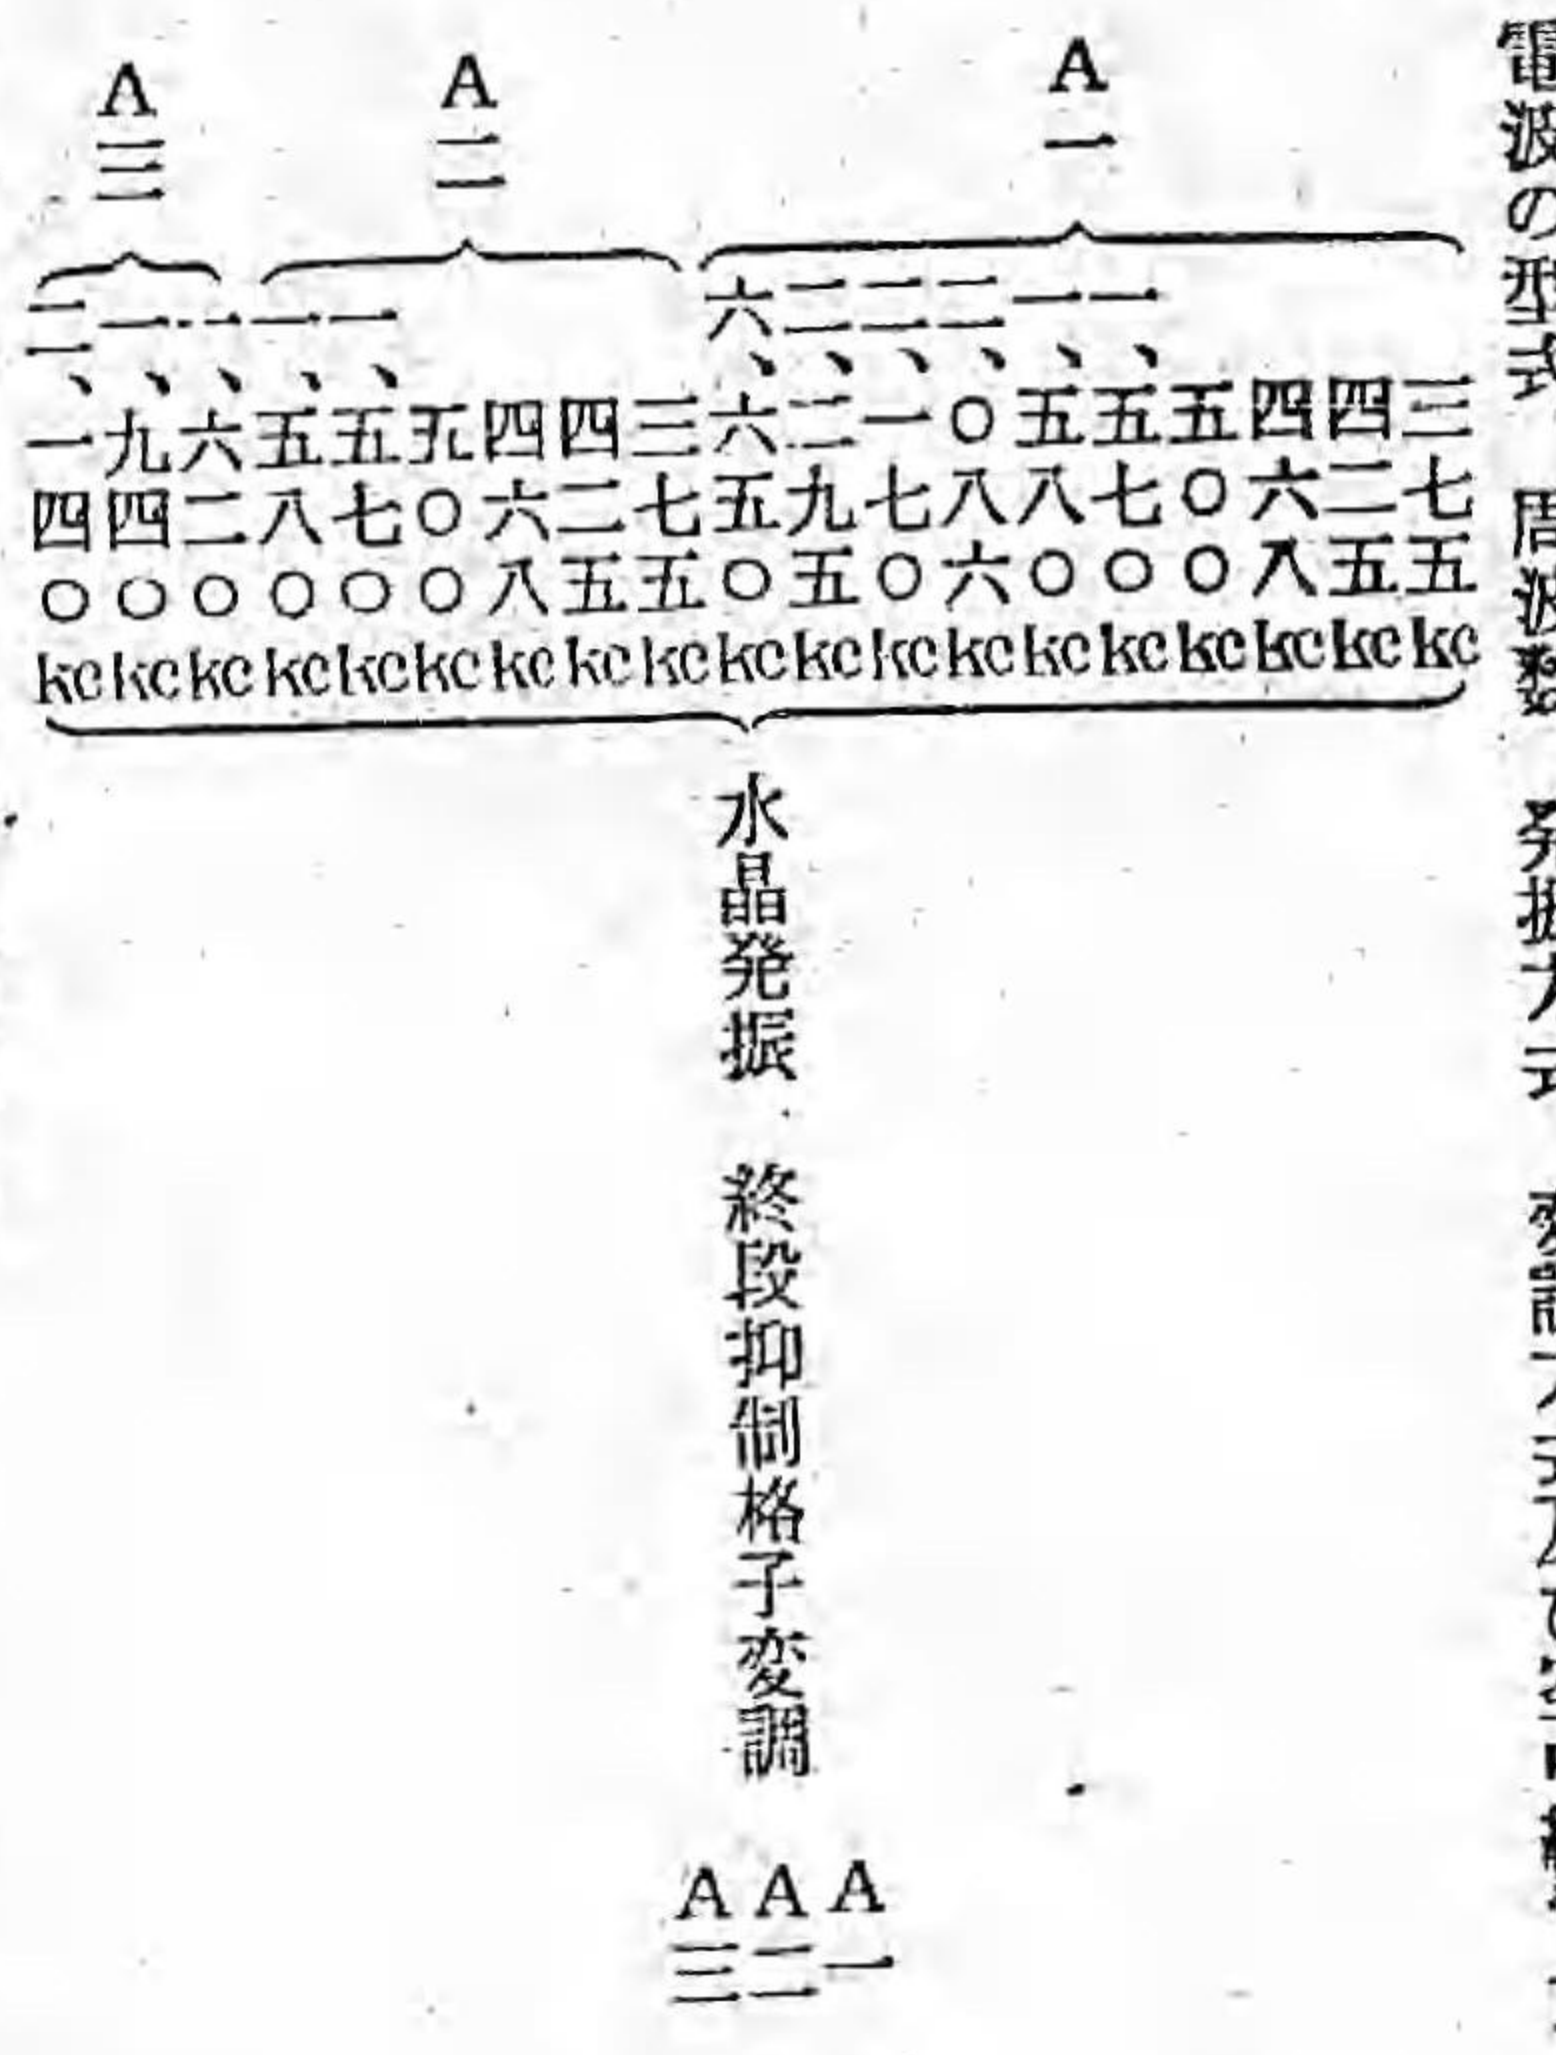 電波の型式 周波数 発振方式 変調方式及び
A一
三七五kc
四二五kc
四六八kc
五〇〇kc
一、五七〇kc
一、五八〇kc
二、〇八六kc
二、一七〇kc
二、二九五kc
六、六五〇kc
A二
三七五kc
四二五kc
四六八kc
五〇〇kc
一、五七〇kc
一、五八〇kc
A三
一、六二〇kc
一、九四〇kc
二、一四〇kc
水晶発振 終段抑制格子変調
A一
A二
A三